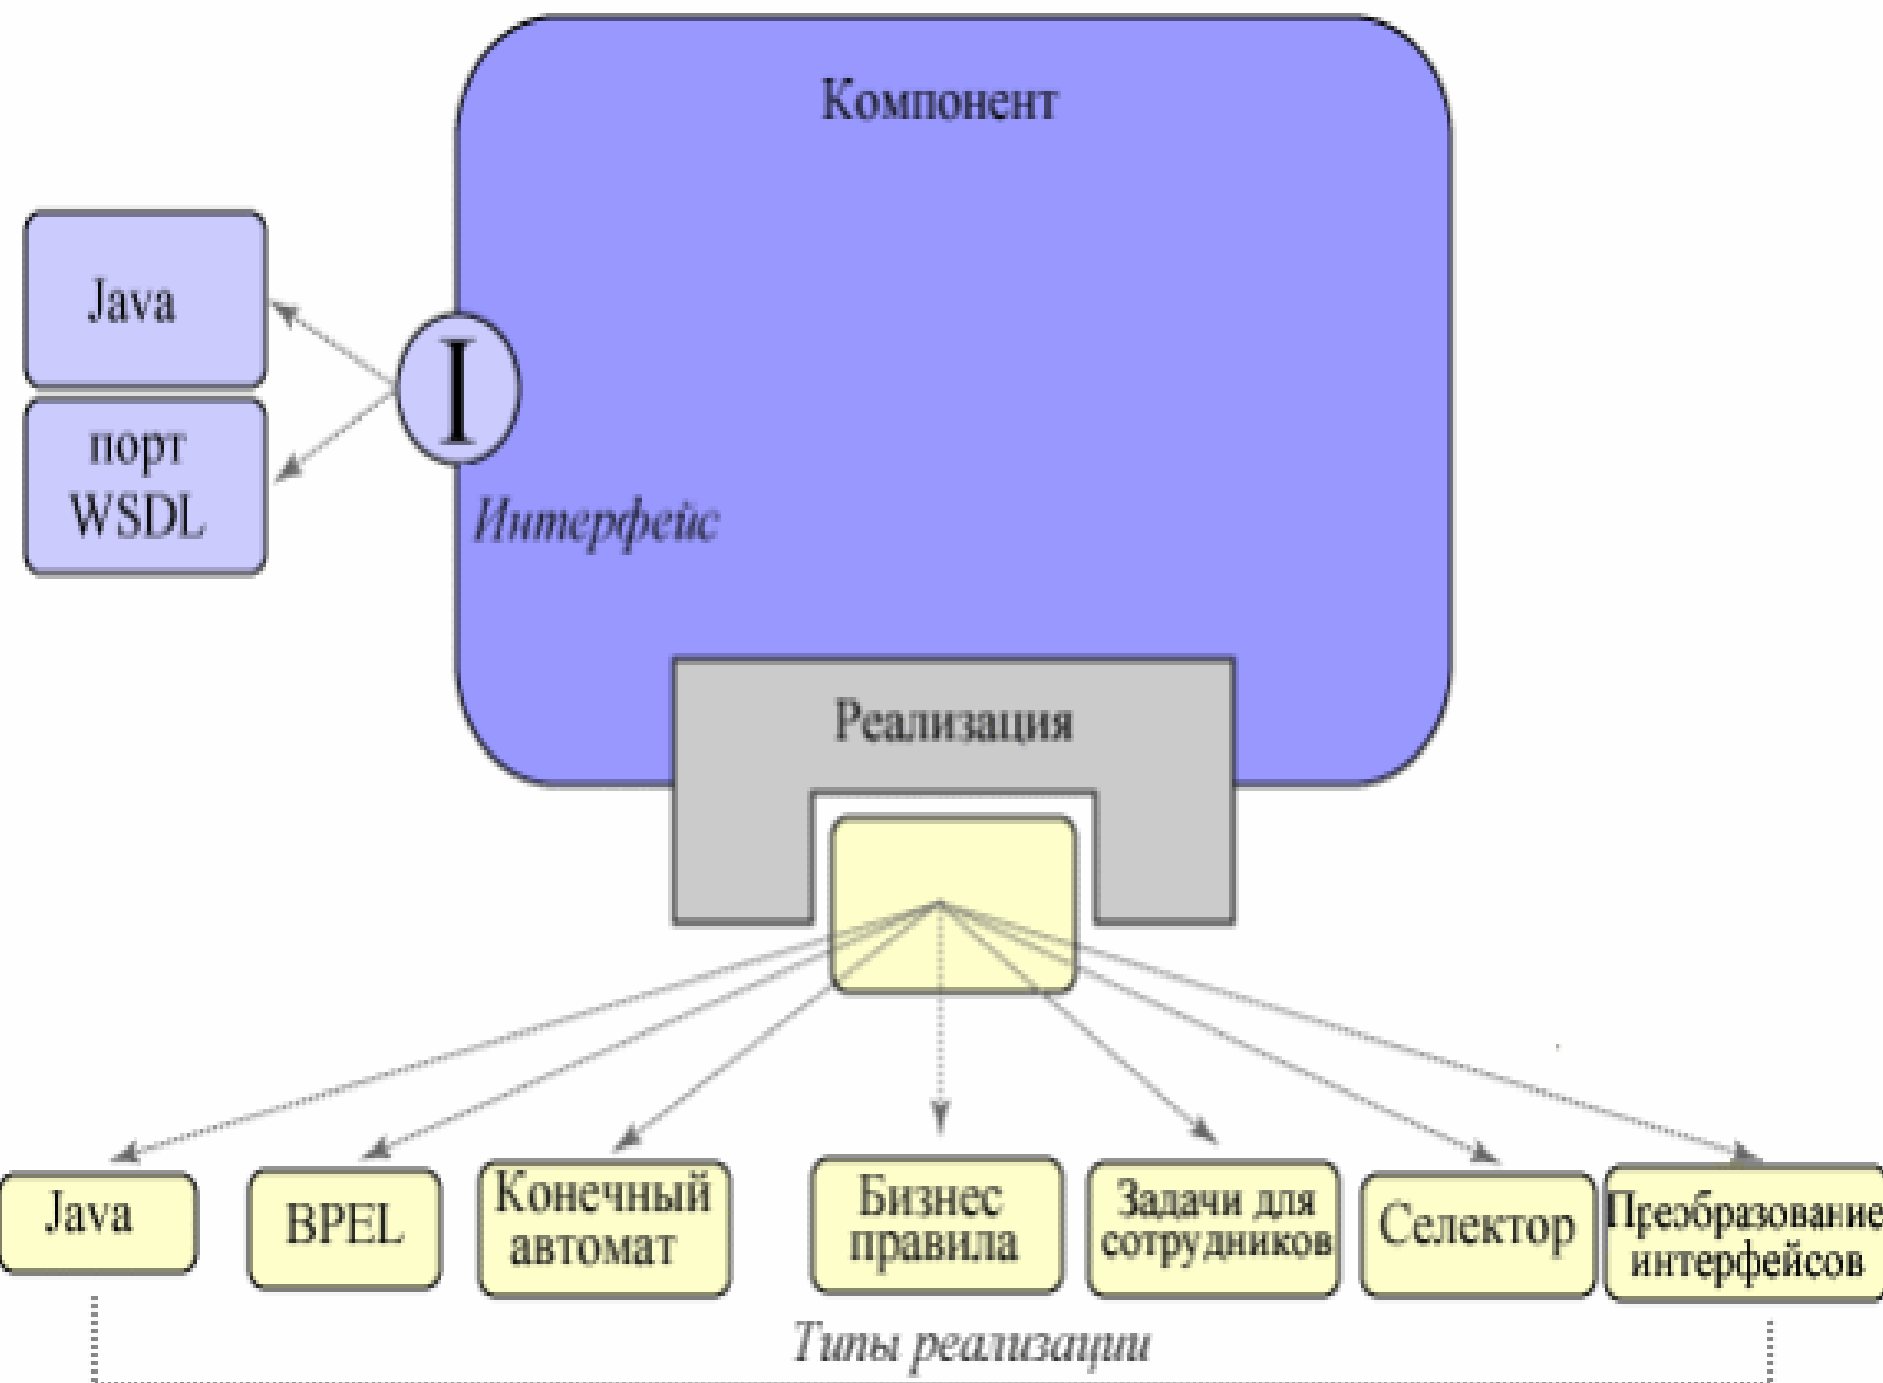 Компонент
Java
I
порт
WSDL
Интерфейс
Реализация
Java
BPEL
Конечный
автомат
Бизнес
правила
Задачи для
сотрудников
Селектор
Преобразование
интерфейсов
Типы реализации